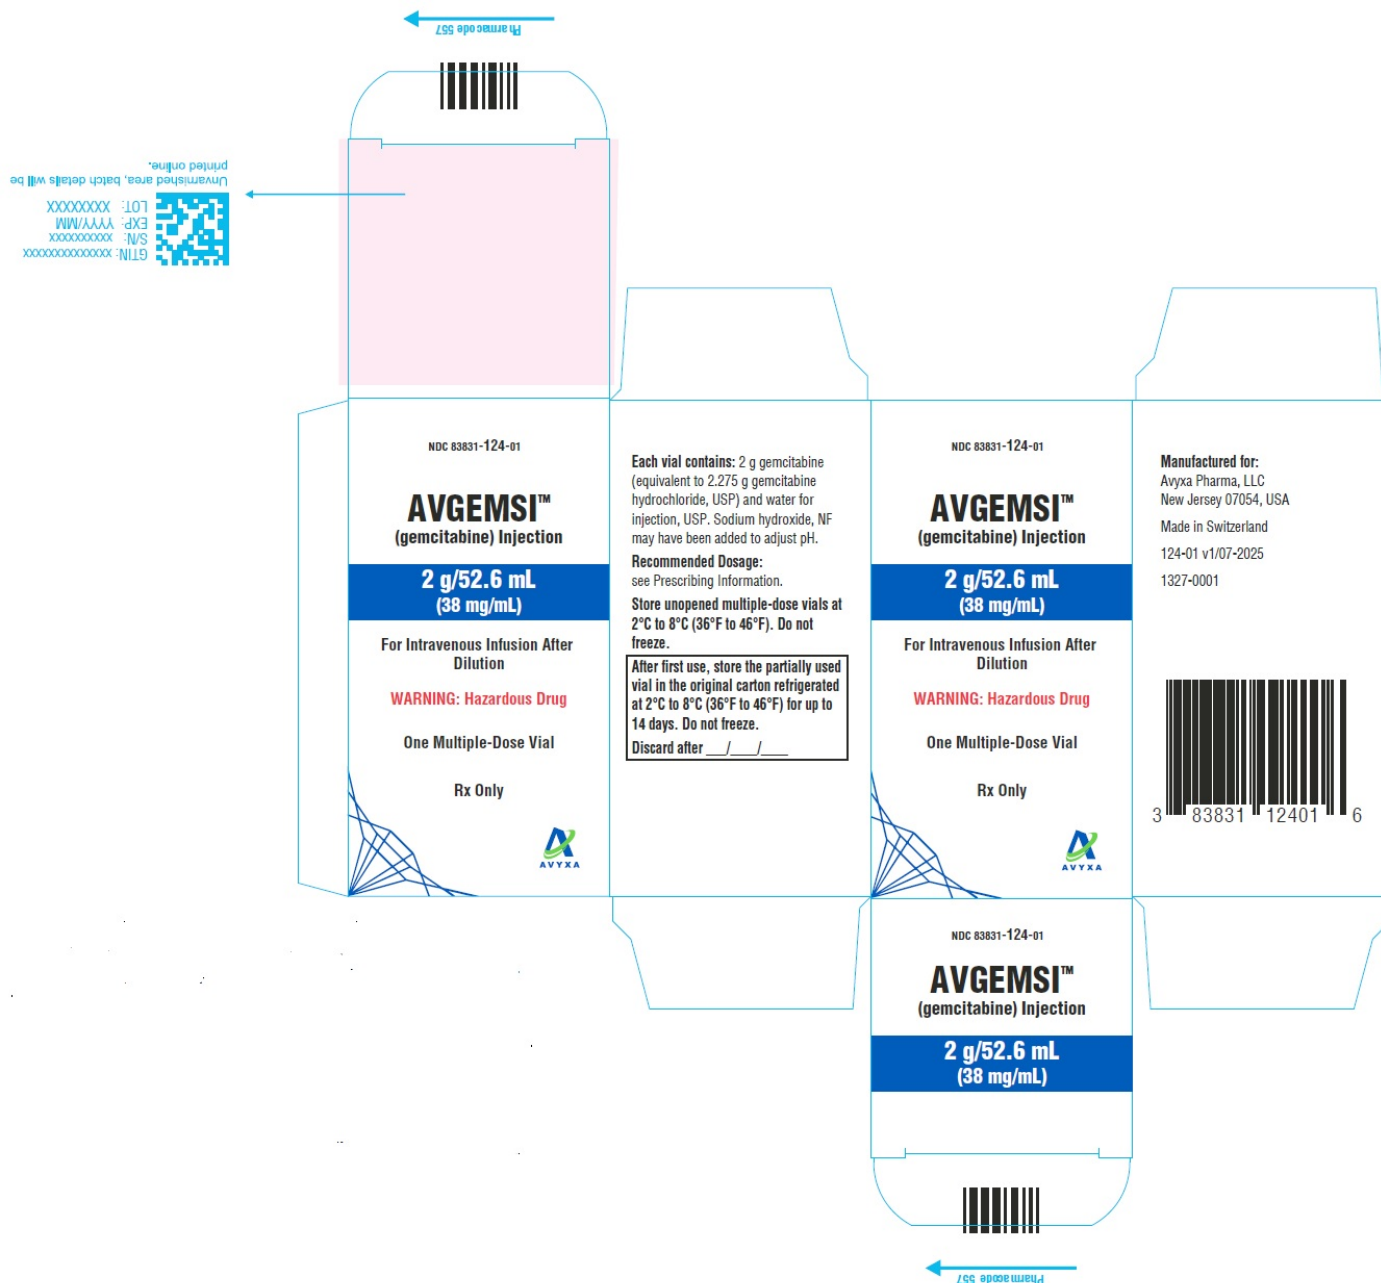 Pharmacode 557
Unvarnished area, batch details will be
printed online.
GTIN: XXXXXXXXXXXXXX
S/N: XXXXXXXXXX
EXP: YYYY/MM
LOT: XXXXXXXX
NDC 83831-124-01
AVGEMSI™
(gemcitabine) Injection
2 g/52.6 mL
(38 mg/mL)
For Intravenous Infusion After
Dilution
WARNING: Hazardous Drug
One Multiple-Dose Vial
Rx Only
AVYXA
Each vial contains: 2 g gemcitabine
(equivalent to 2.275 g gemcitabine
hydrochloride, USP) and water for
injection, USP. Sodium hydroxide, NF
may have been added to adjust pH.
Recommended Dosage:
see Prescribing Information.
Store unopened multiple-dose vials at
2°C to 8°C (36°F to 46°F). Do not
freeze.
After first use, store the partially used
vial in the original carton refrigerated
at 2°C to 8°C (36°F to 46°F) for up to
14 days. Do not freeze.
Discard after ___/____/____
NDC 83831-124-01
AVGEMSI™
(gemcitabine) Injection
2 g/52.6 mL
(38 mg/mL)
For Intravenous Infusion After
Dilution
WARNING: Hazardous Drug
One Multiple-Dose Vial
Rx Only
AVYXA
Manufactured for:
Avyxa Pharma, LLC
New Jersey 07054, USA
Made in Switzerland
124-01 v1/07-2025
1327-0001
3 83831 12401 6
NDC 83831-124-01
AVGEMSI™
(gemcitabine) Injection
2 g/52.6 mL
(38 mg/mL)
Pharmacode 557